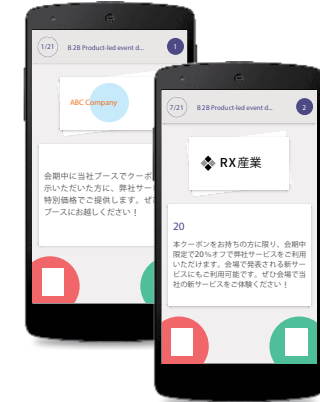 1/21 B2B Product-led event d... 1
ABC Company
会期中に当社ブースでクーポ
示いただいた方に、弊社サー
特別価格でご提供します。ぜ
ブースにお越しください！
7/21 B2B Product-led event d... 2
RX産業
20
本クーポンをお持ちの方に限り、会期中
限定で20%オフで弊社サービスをご利用
いただけます。会場で発表される新サー
ビスにもご利用可能です。ぜひ会場で当
社の新サービスをご体験ください！